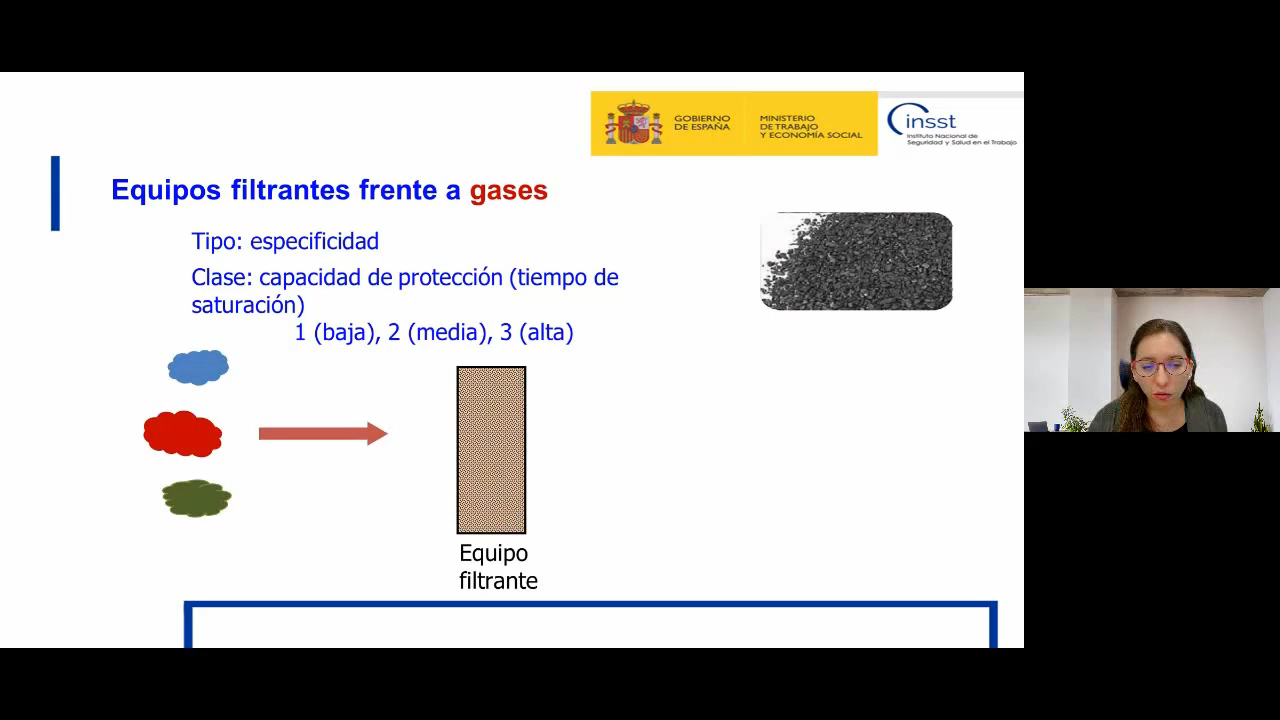 GOBIERNO
DE ESPAÑA
MINISTERIO
DE TRABAJO
Y ECONOMÍA SOCIAL
insst
Instituto Nacional de
Seguridad y Salud en el Trabajo
Equipos filtrantes frente a gases
Tipo: especificidad
Clase: capacidad de protección (tiempo de
saturación)
1 (baja), 2 (media), 3 (alta)
Equipo
filtrante